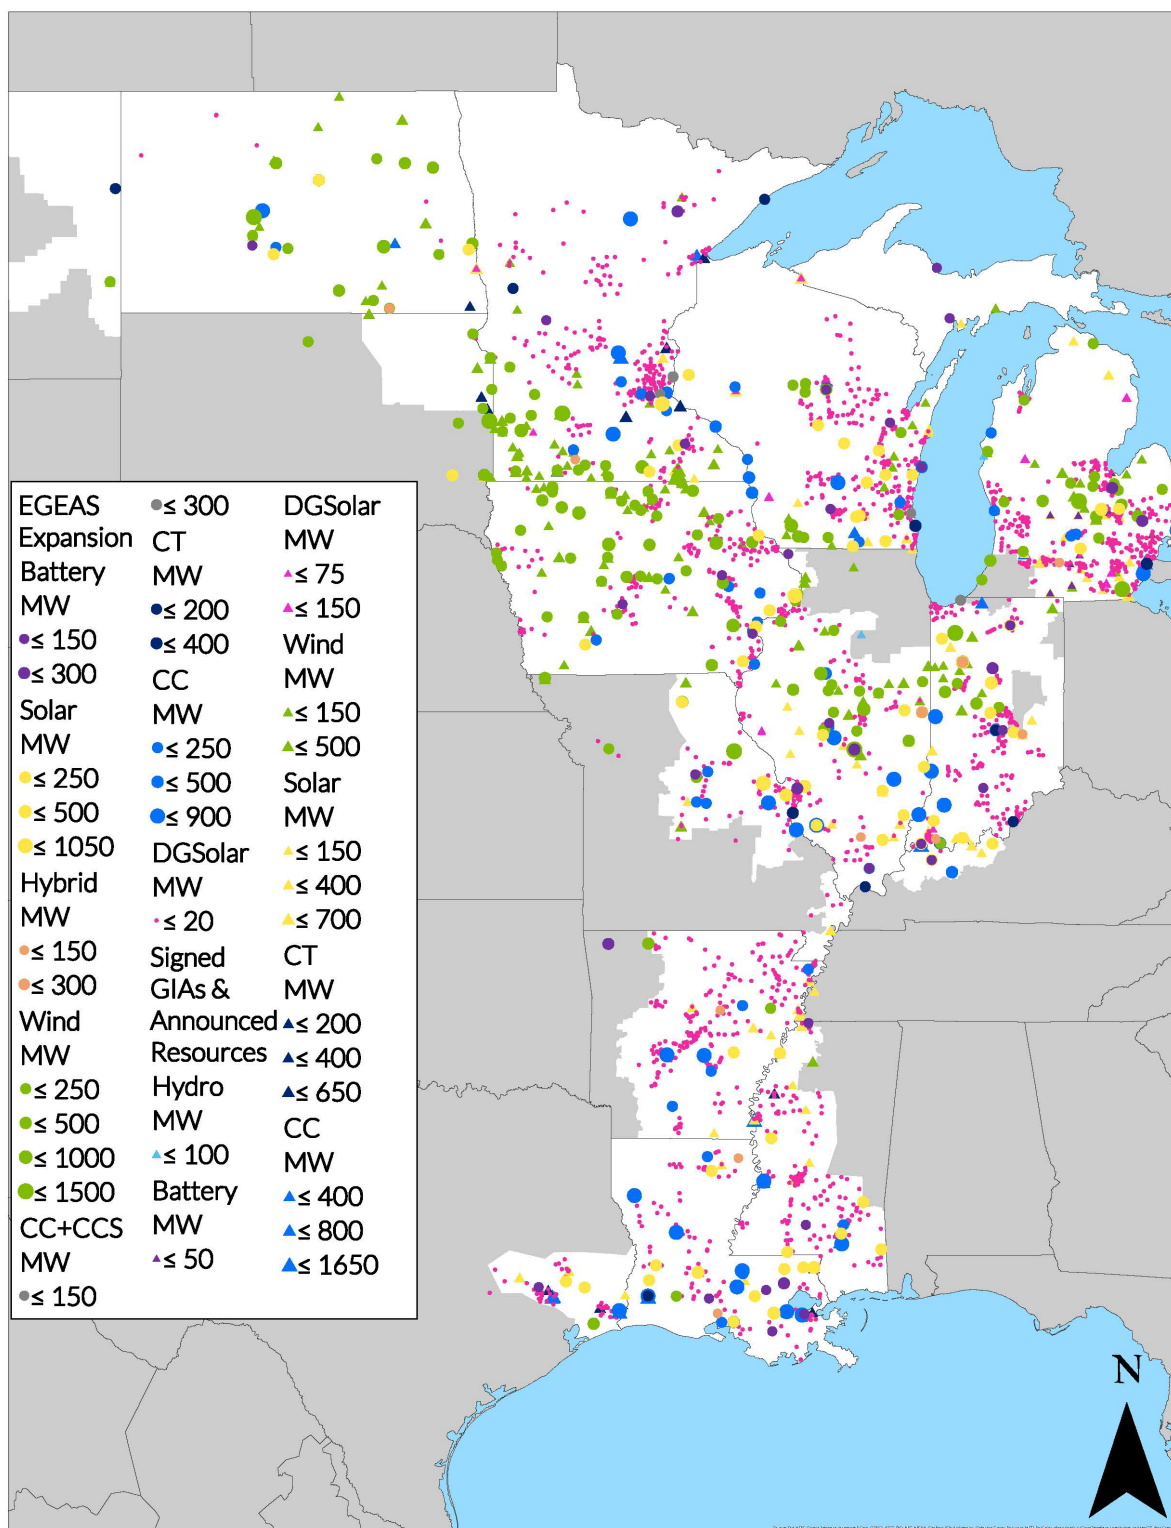 EGEAS
Expansion
Battery
MW
≤ 150
≤ 300
Solar
MW
≤ 250
≤ 500
≤ 1050
Hybrid
MW
≤ 150
≤ 300
Wind
MW
≤ 250
≤ 500
≤ 1000
≤ 1500
CC+CCS
MW
≤ 150
≤ 300
CT
MW
≤ 200
≤ 400
CC
MW
≤ 250
≤ 500
≤ 900
DGSolar
MW
≤ 20
Signed
GIAs &
Announced
Resources
Hydro
MW
≤ 100
Battery
MW
≤ 50
DGSolar
MW
≤ 75
≤ 150
Wind
MW
≤ 150
≤ 500
Solar
MW
≤ 150
≤ 400
≤ 700
CT
MW
≤ 200
≤ 400
≤ 650
CC
MW
≤ 400
≤ 800
≤ 1650
N